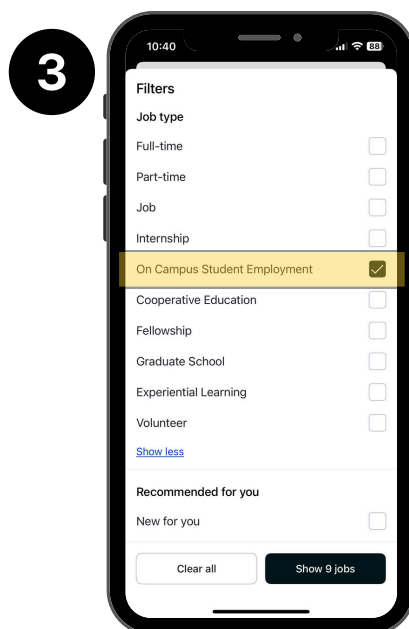 3
10:40
88
Filters
Job type
Full-time
Part-time
Job
Internship
On Campus Student Employment
Cooperative Education
Fellowship
Graduate School
Experiential Learning
Volunteer
Show less
Recommended for you
New for you
Clear all
Show 9 jobs